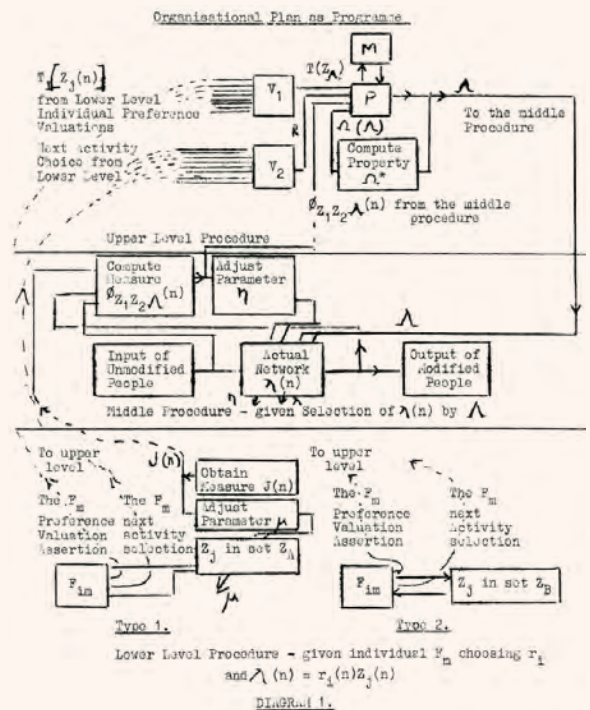 Organisational Plan as Programme
M
T₁[Z_j(n)]
from Lower Level
Individual Preference
Valuations
V₁
T(Z_Λ)
P
Λ
To the middle
Procedure
Ω(Λ)
Compute
Property
Ω*
Next activity
Choice from
Lower Level
V₂
R
Ø_Z₁Z₂Λ(n) from the middle
procedure
Upper Level Procedure
Compute
Measure
Ø_Z₁Z₂Λ(n)
Adjust
Parameter
η
Λ
Λ
Input of
Unmodified
People
Actual
Network
λ(n)
Output of
Modified
People
η
Middle Procedure - given Selection of λ(n) by Λ
To upper
level
J(n)
Obtain
Measure J(n)
Adjust
Parameter μ
The F_m
Preference
Valuation
Assertion
The F_m
next
activity
selection
Z_j in set Z_A
μ
F_im
Type 1.
To upper
level
The F_m
Preference
Valuation
Assertion
The F_m
next
Activity
Selection
F_im
Z_j in set Z_B
Type 2.
Lower Level Procedure - given individual F_m choosing r_i
and λ(n) = r_i(n)Z_j(n)
DIAGRAM 1.